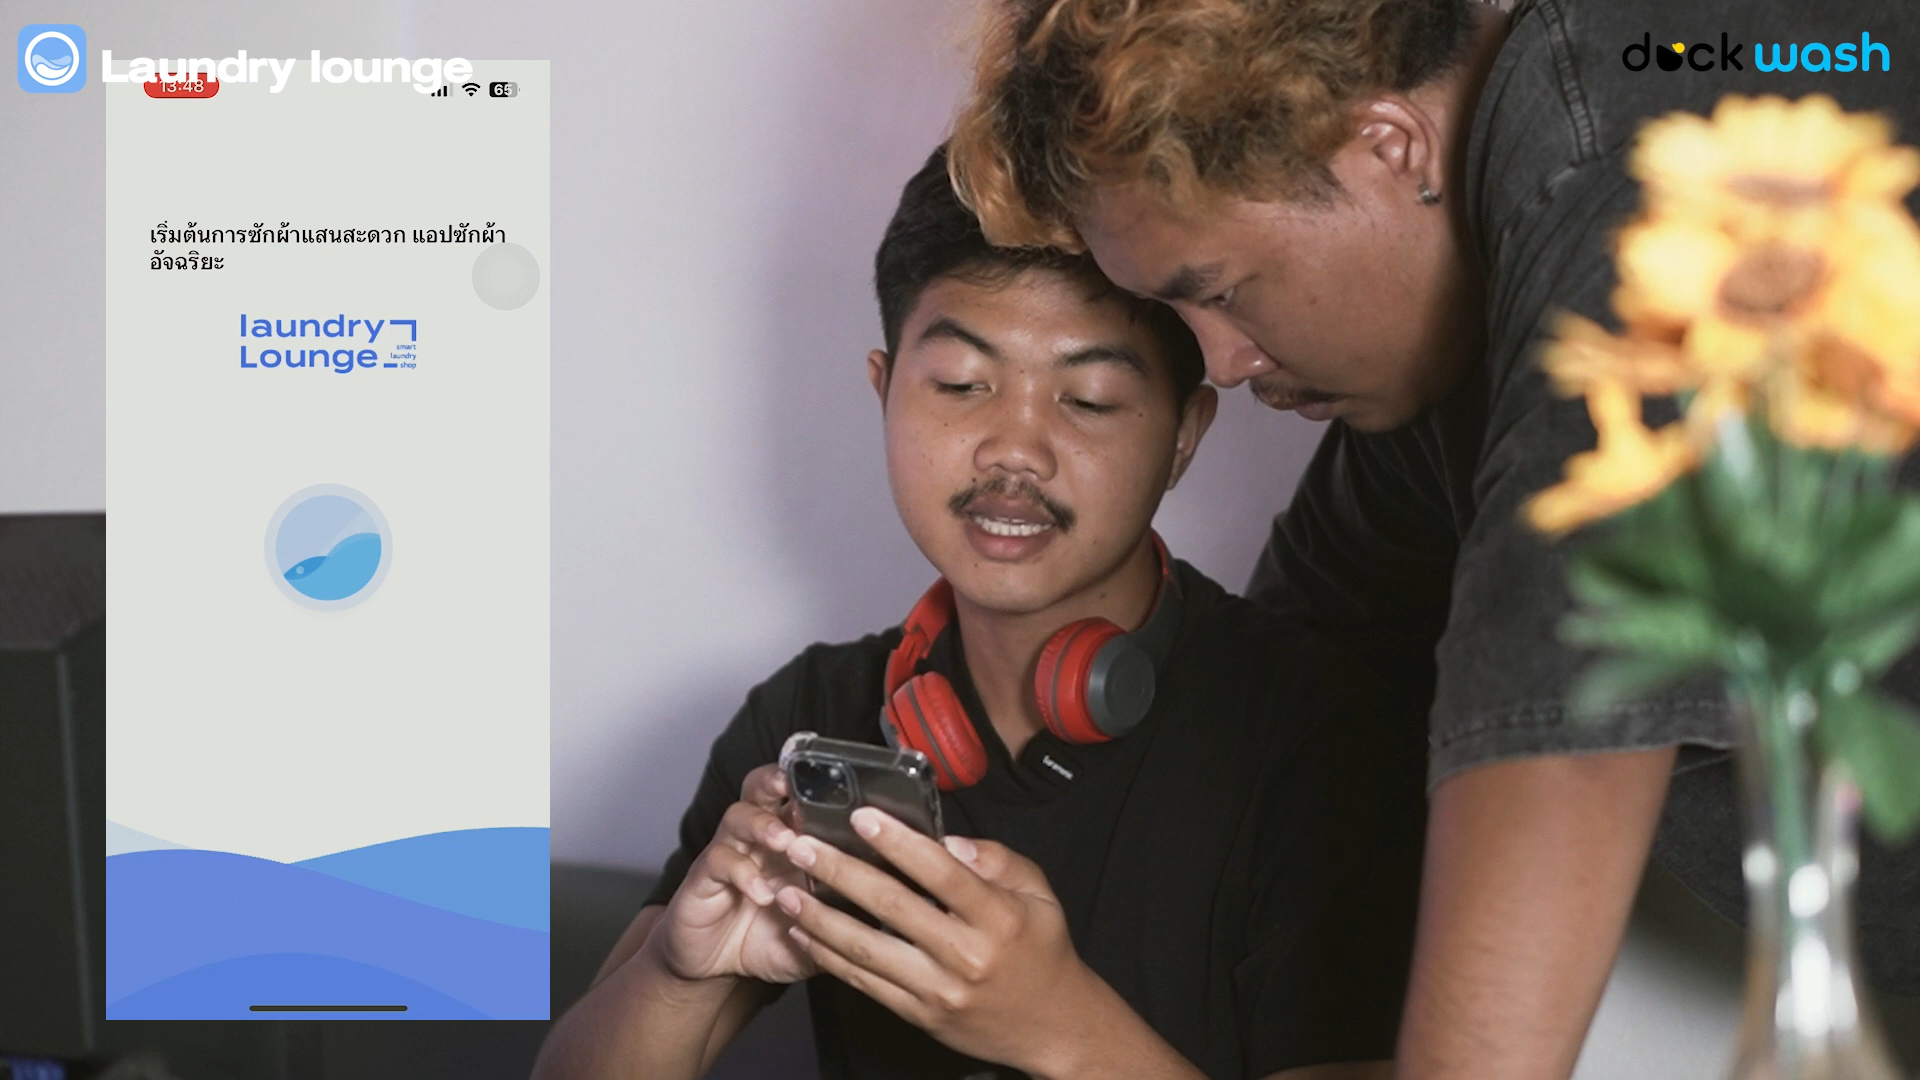 Laundry lounge
duck wash
13:48
65
เริ่มต้นการซักผ้าแสนสะดวก แอปซักผ้า
อัจฉริยะ
laundry
Lounge
smart
laundry
shop